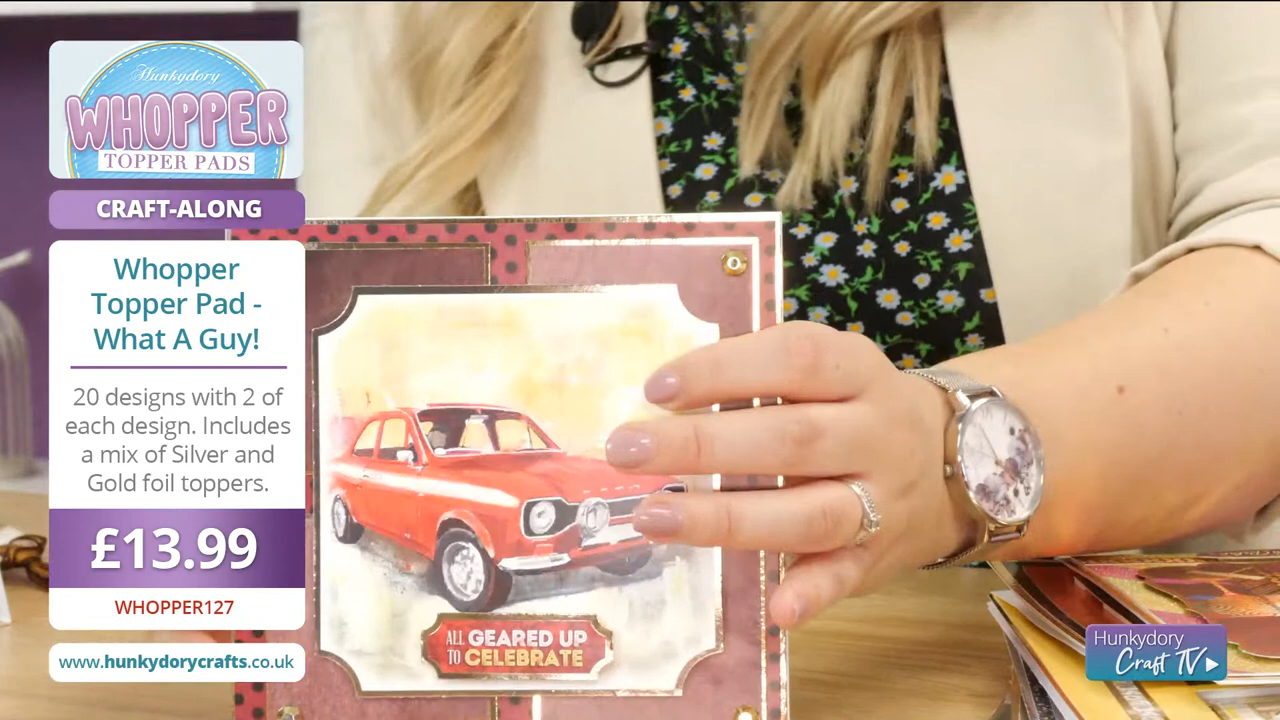 Hunkydory
WHOPPER
TOPPER PADS
CRAFT-ALONG
Whopper
Topper Pad -
What A Guy!
20 designs with 2 of
each design. Includes
a mix of Silver and
Gold foil toppers.
£13.99
WHOPPER127
www.hunkydorycrafts.co.uk
ALL GEARED UP
TO CELEBRATE
Hunkydory
Craft TV